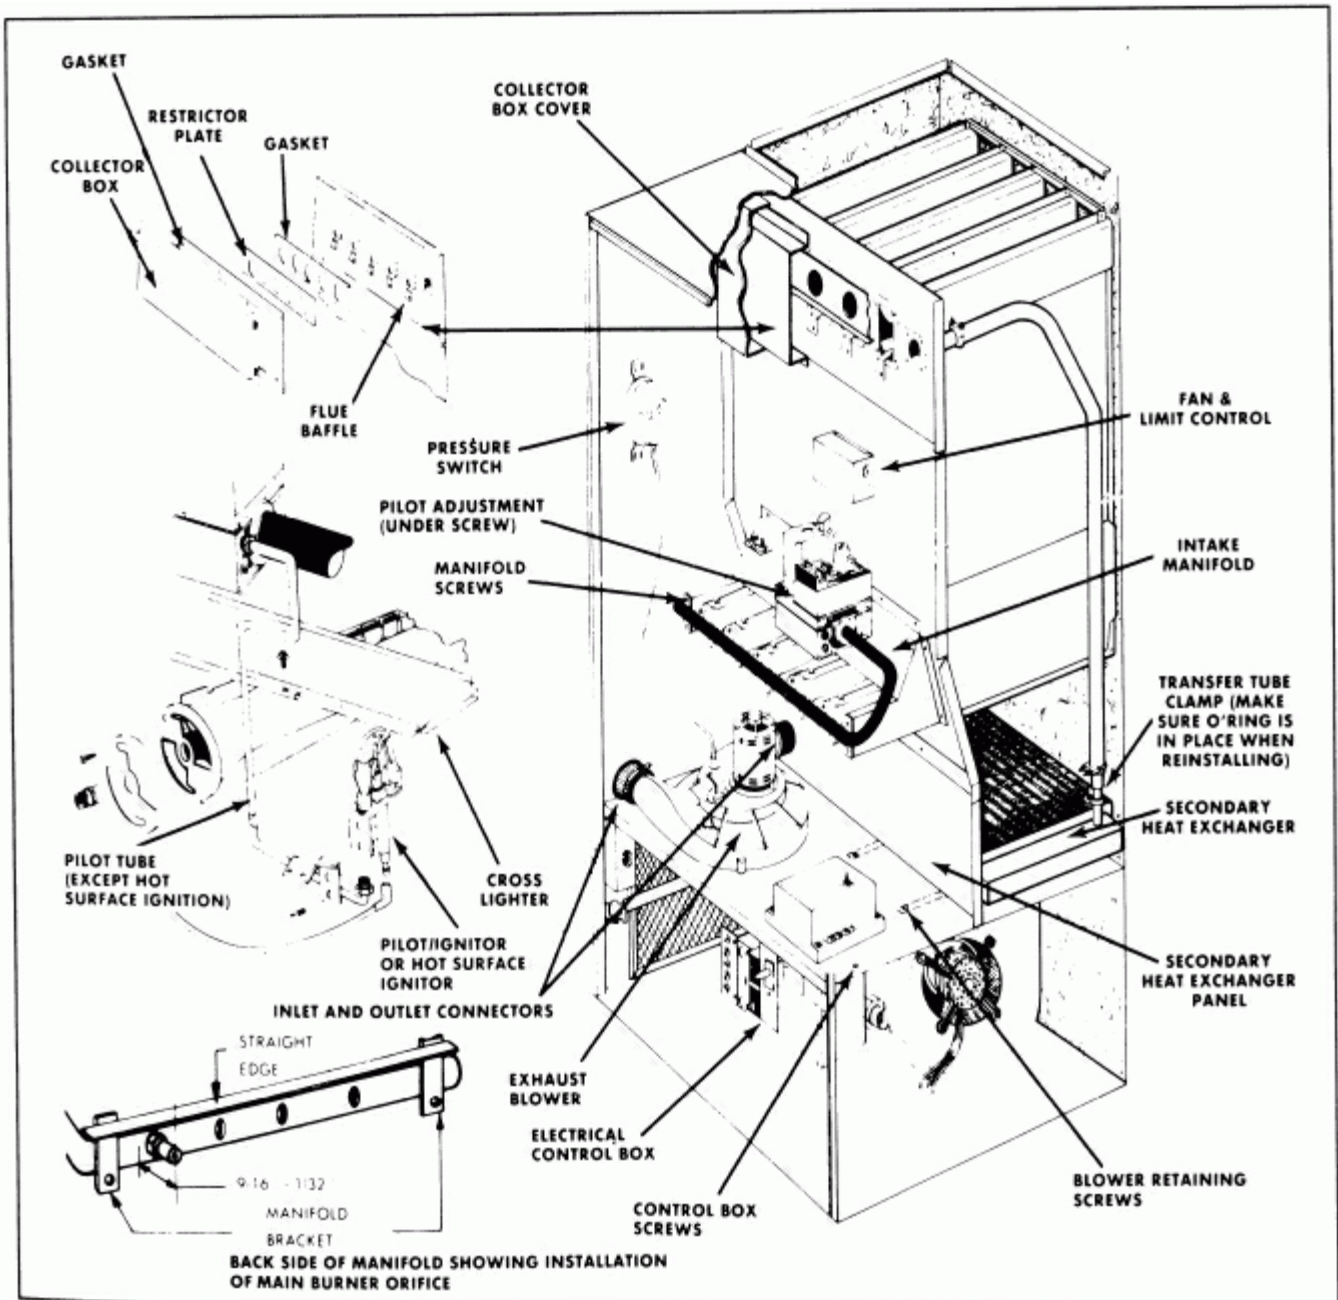 GASKET
RESTRICTOR
PLATE
GASKET
COLLECTOR
BOX
COLLECTOR
BOX COVER
FLUE
BAFFLE
PRESSURE
SWITCH
FAN &
LIMIT CONTROL
PILOT ADJUSTMENT
(UNDER SCREW)
MANIFOLD
SCREWS
INTAKE
MANIFOLD
TRANSFER TUBE
CLAMP (MAKE
SURE O'RING IS
IN PLACE WHEN
REINSTALLING)
SECONDARY
HEAT EXCHANGER
PILOT TUBE
(EXCEPT HOT
SURFACE IGNITION)
CROSS
LIGHTER
PILOT/IGNITOR
OR HOT SURFACE
IGNITOR
INLET AND OUTLET CONNECTORS
SECONDARY
HEAT EXCHANGER
PANEL
STRAIGHT
EDGE
EXHAUST
BLOWER
ELECTRICAL
CONTROL BOX
CONTROL BOX
SCREWS
BLOWER RETAINING
SCREWS
9/16 - 1/32
MANIFOLD
BRACKET
BACK SIDE OF MANIFOLD SHOWING INSTALLATION
OF MAIN BURNER ORIFICE